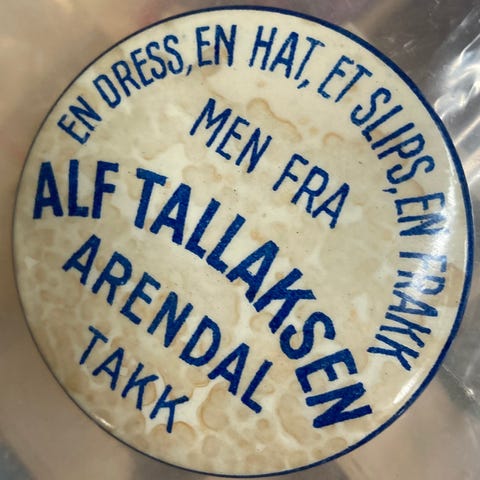 EN DRESS, EN HAT, ET SLIPS, EN FRAKK
MEN FRA
ALF TALLAKSEN
ARENDAL
TAKK